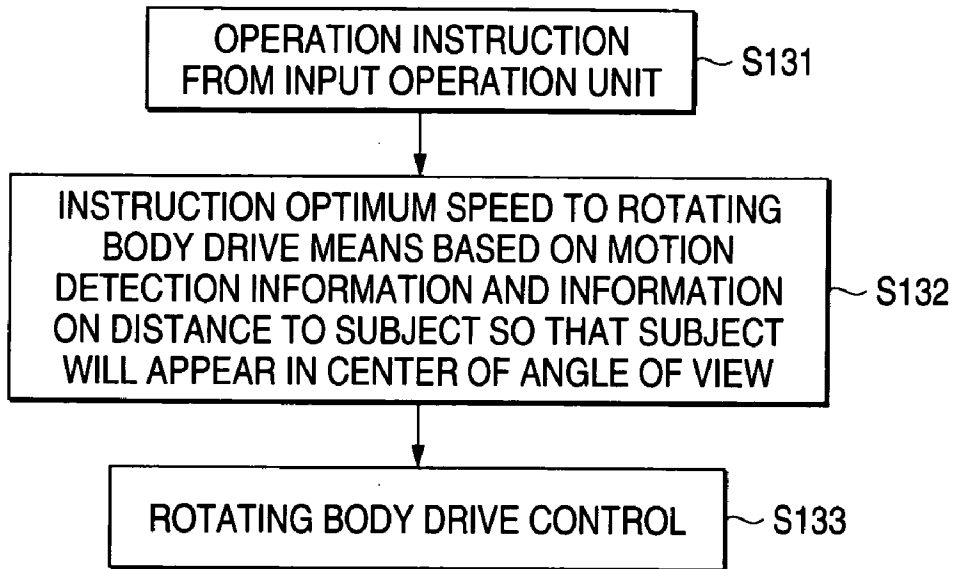 OPERATION INSTRUCTION
FROM INPUT OPERATION UNIT
S131
INSTRUCTION OPTIMUM SPEED TO ROTATING
BODY DRIVE MEANS BASED ON MOTION
DETECTION INFORMATION AND INFORMATION
ON DISTANCE TO SUBJECT SO THAT SUBJECT
WILL APPEAR IN CENTER OF ANGLE OF VIEW
S132
ROTATING BODY DRIVE CONTROL
S133